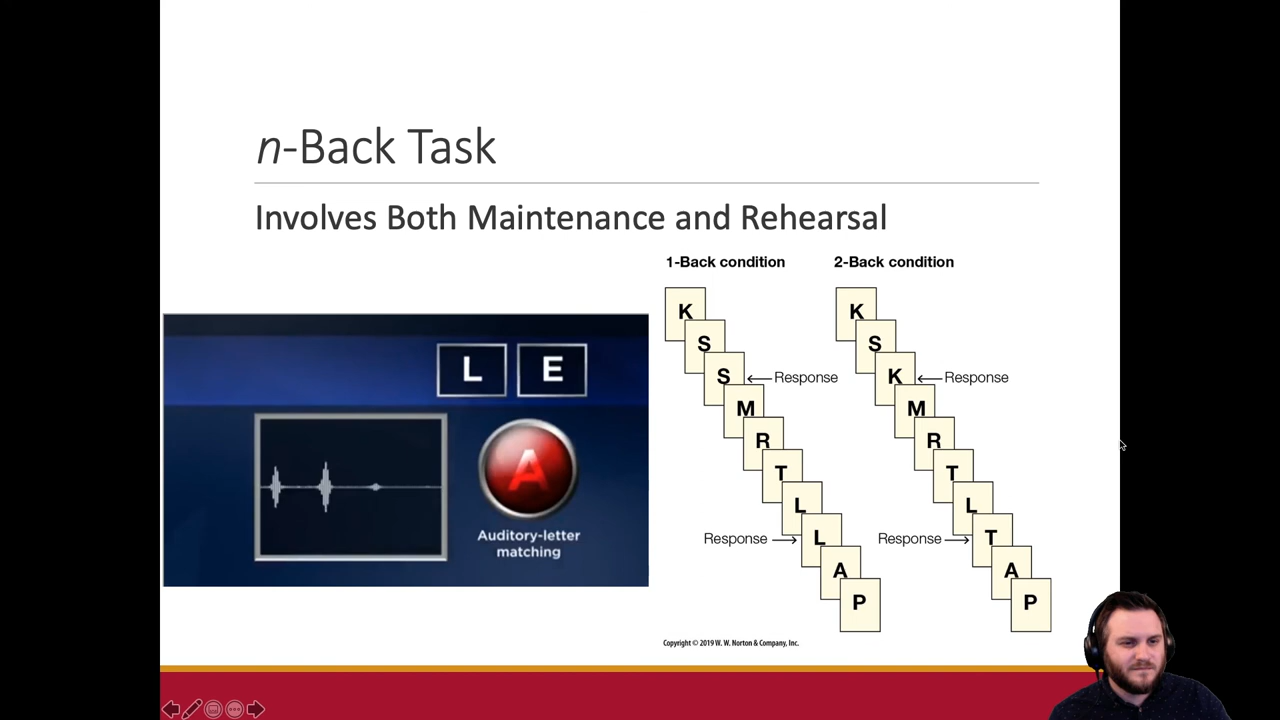 n-Back Task
Involves Both Maintenance and Rehearsal
L E
A
Auditory-letter
matching
1-Back condition
K
S
S
Response
M
R
T
L
Response
L
A
P
2-Back condition
K
S
K
Response
M
R
T
L
Response
T
A
P
Copyright © 2019 W. W. Norton & Company, Inc.